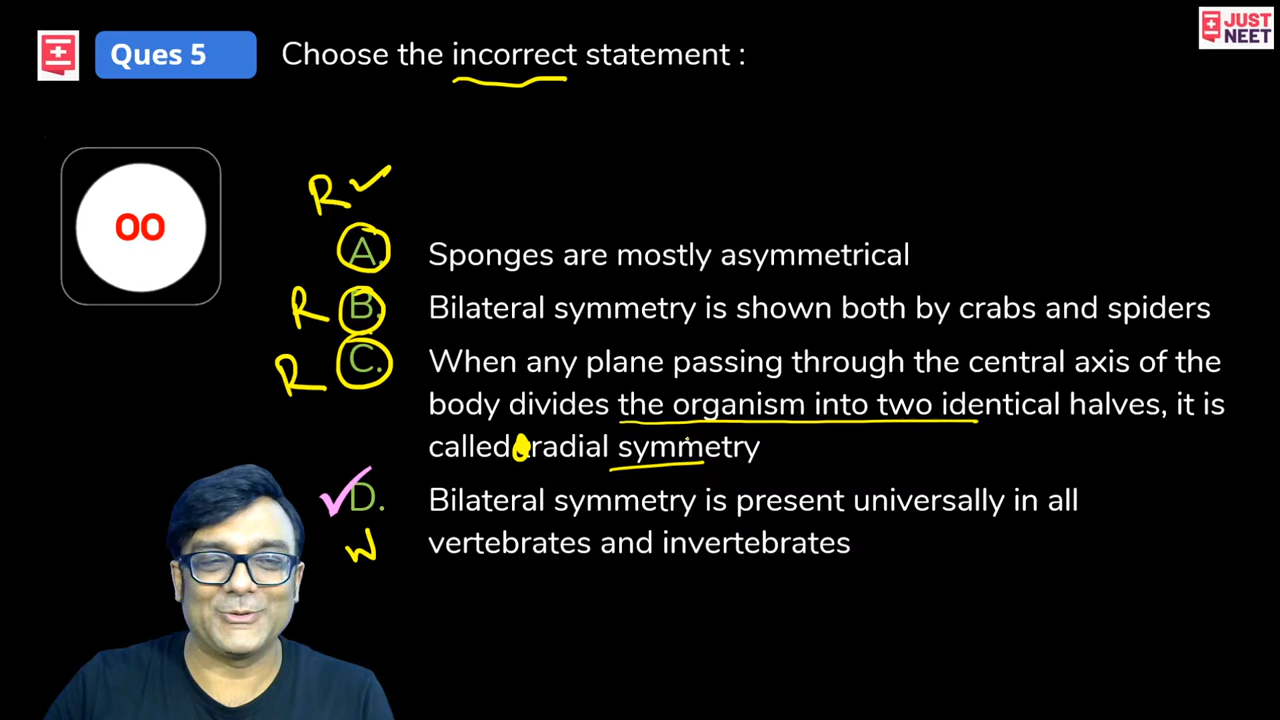 JUST
NEET
Ques 5 Choose the incorrect statement :
00
R
A. Sponges are mostly asymmetrical
R B. Bilateral symmetry is shown both by crabs and spiders
R C. When any plane passing through the central axis of the
body divides the organism into two identical halves, it is
called radial symmetry
D. Bilateral symmetry is present universally in all
W vertebrates and invertebrates